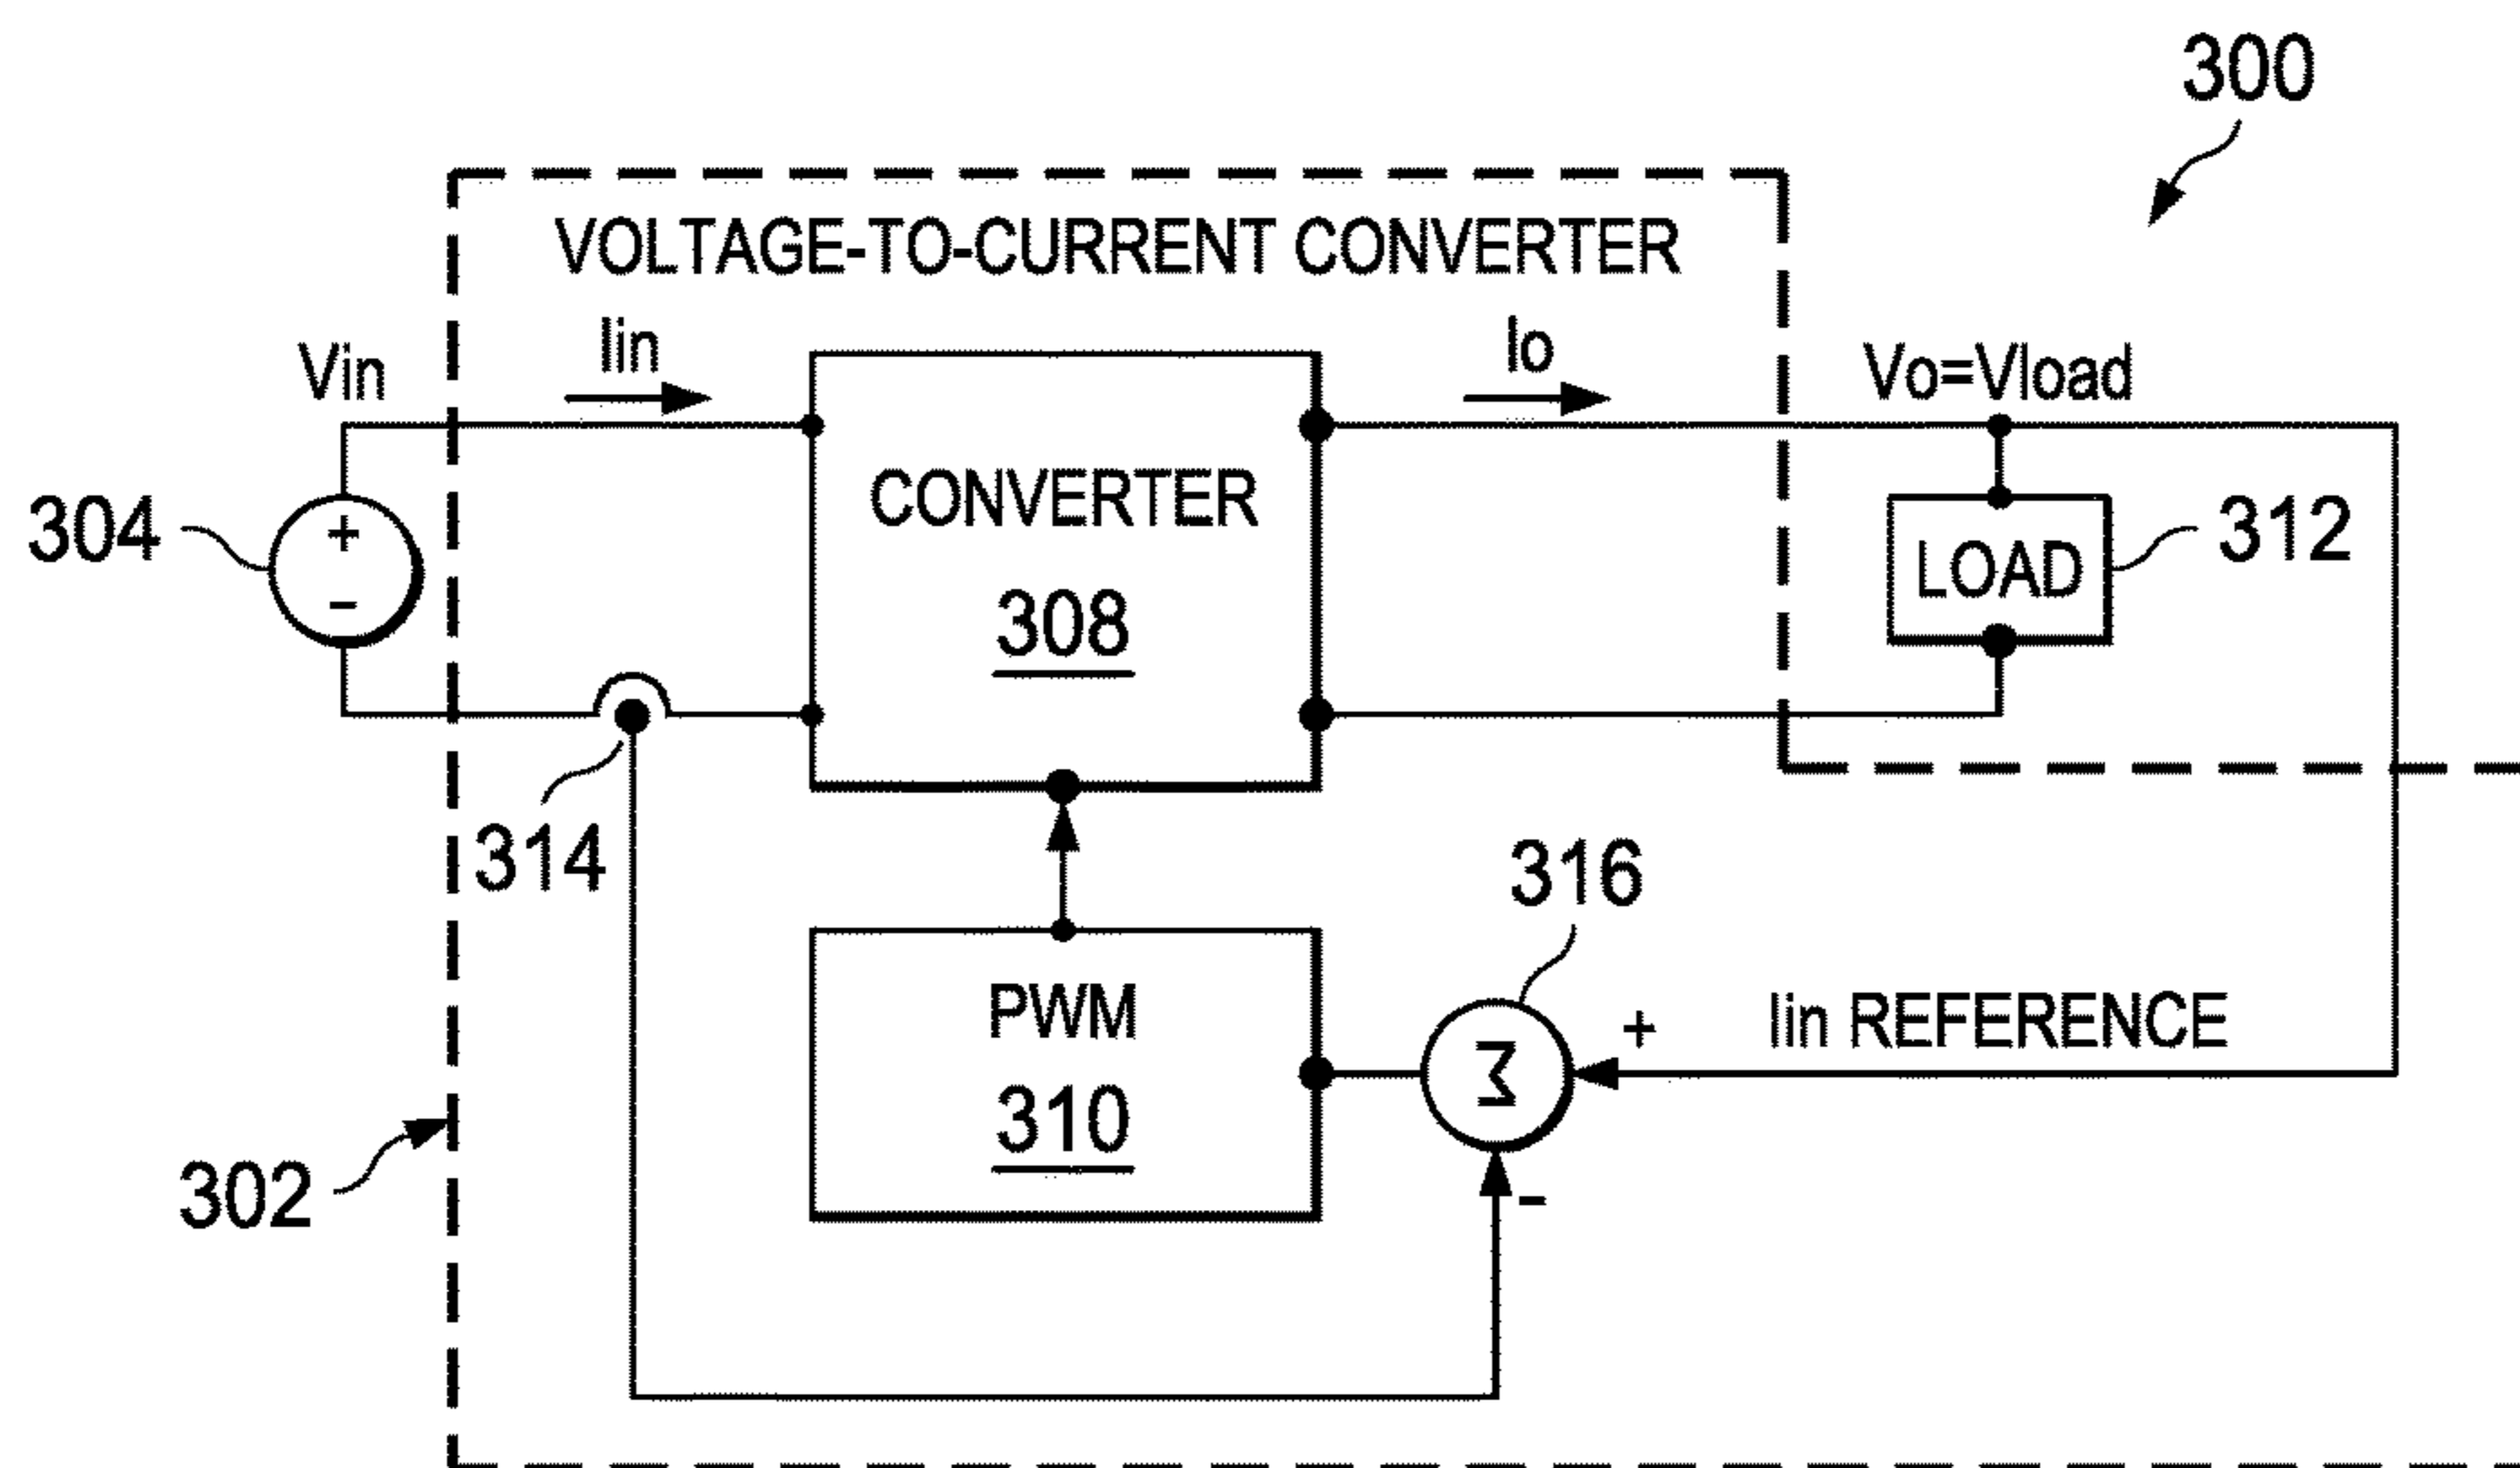 300
VOLTAGE-TO-CURRENT CONVERTER
Vin
Iin
Io
Vo=Vload
+
-
304
CONVERTER
308
LOAD
312
314
316
PWM
310
Σ
+
Iin REFERENCE
-
302